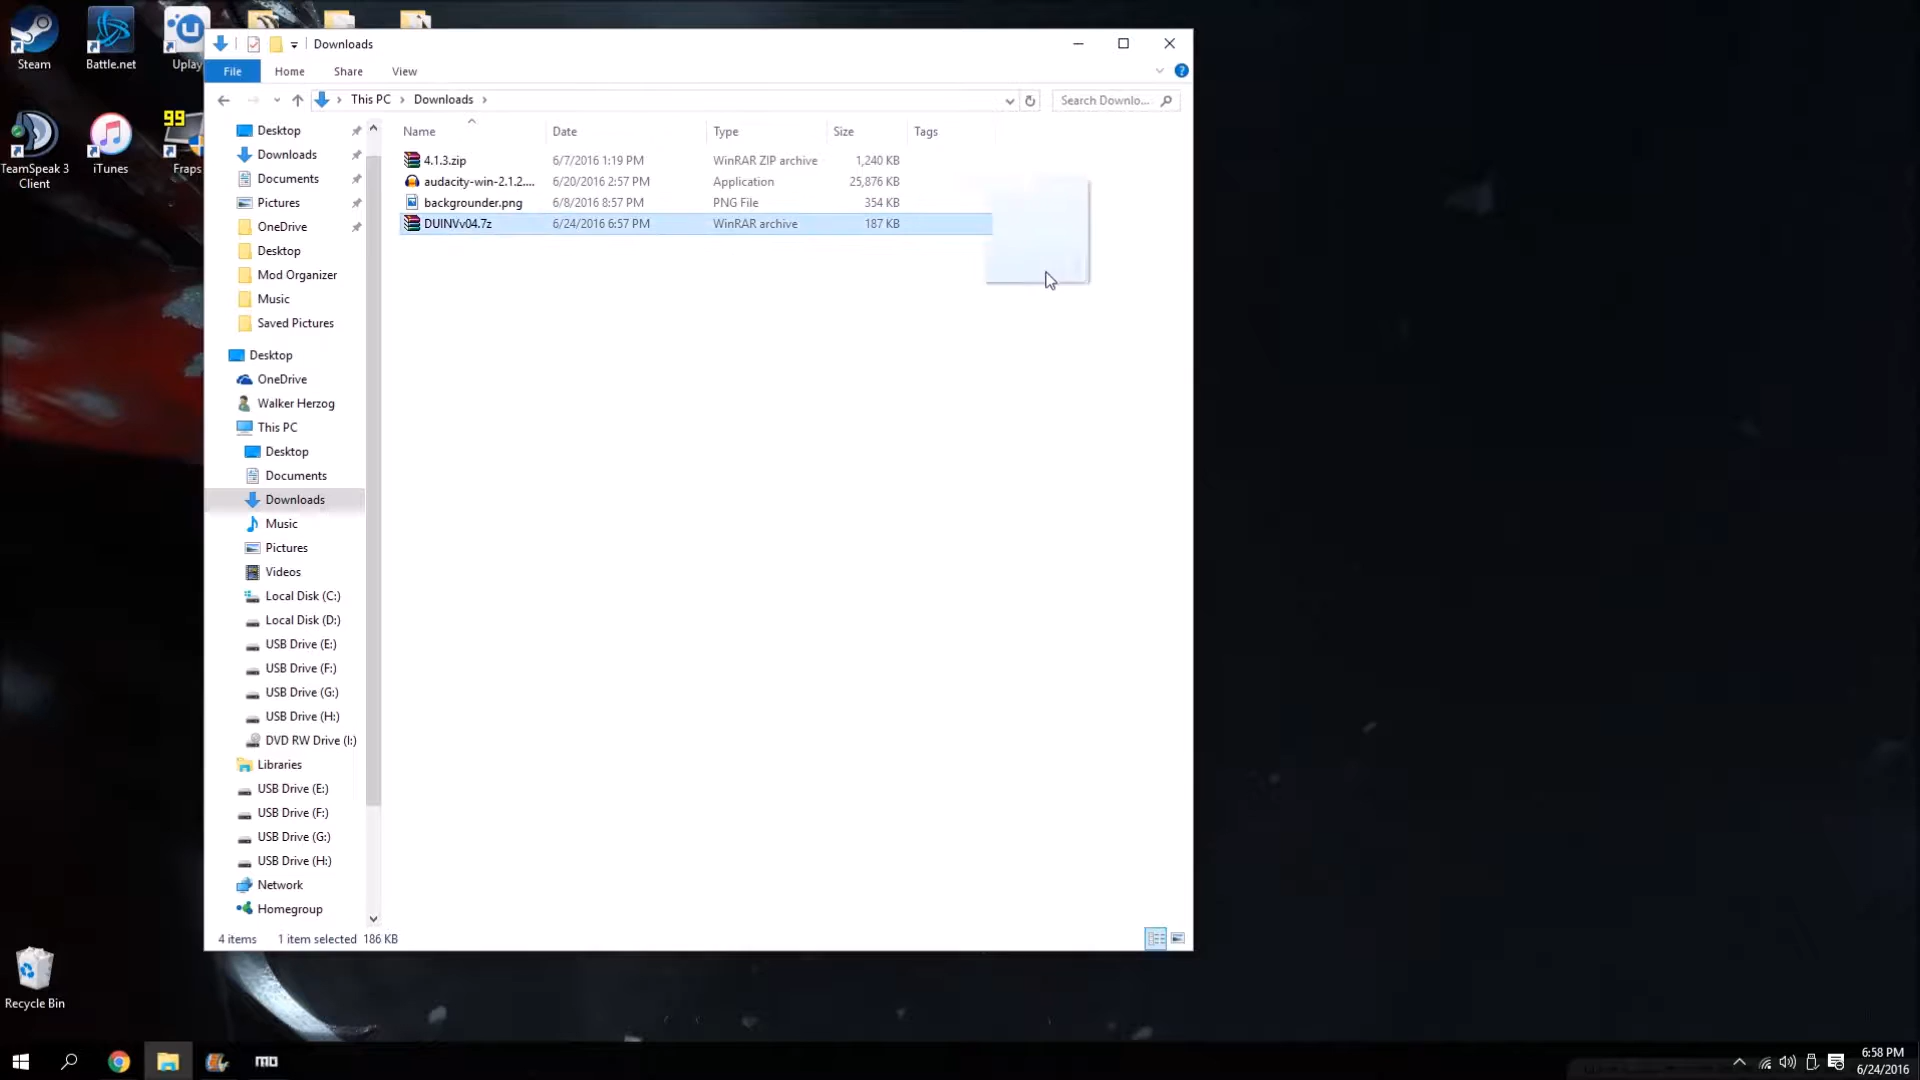 Steam
Battle.net
Uplay
TeamSpeak 3
Client
iTunes
99
Fraps
Recycle Bin
Downloads
File
Home
Share
View
This PC
Downloads
Search Downlo...
Desktop
Downloads
Documents
Pictures
OneDrive
Desktop
Mod Organizer
Music
Saved Pictures
Desktop
OneDrive
Walker Herzog
This PC
Desktop
Documents
Downloads
Music
Pictures
Videos
Local Disk (C:)
Local Disk (D:)
USB Drive (E:)
USB Drive (F:)
USB Drive (G:)
USB Drive (H:)
DVD RW Drive (I:)
Libraries
USB Drive (E:)
USB Drive (F:)
USB Drive (G:)
USB Drive (H:)
Network
Homegroup
Name Date Type Size Tags
4.1.3.zip 6/7/2016 1:19 PM WinRAR ZIP archive 1,240 KB
audacity-win-2.1.2.... 6/20/2016 2:57 PM Application 25,876 KB
backgrounder.png 6/8/2016 8:57 PM PNG File 354 KB
DUINVv04.7z 6/24/2016 6:57 PM WinRAR archive 187 KB
4 items 1 item selected 186 KB
MO
6:58 PM
6/24/2016